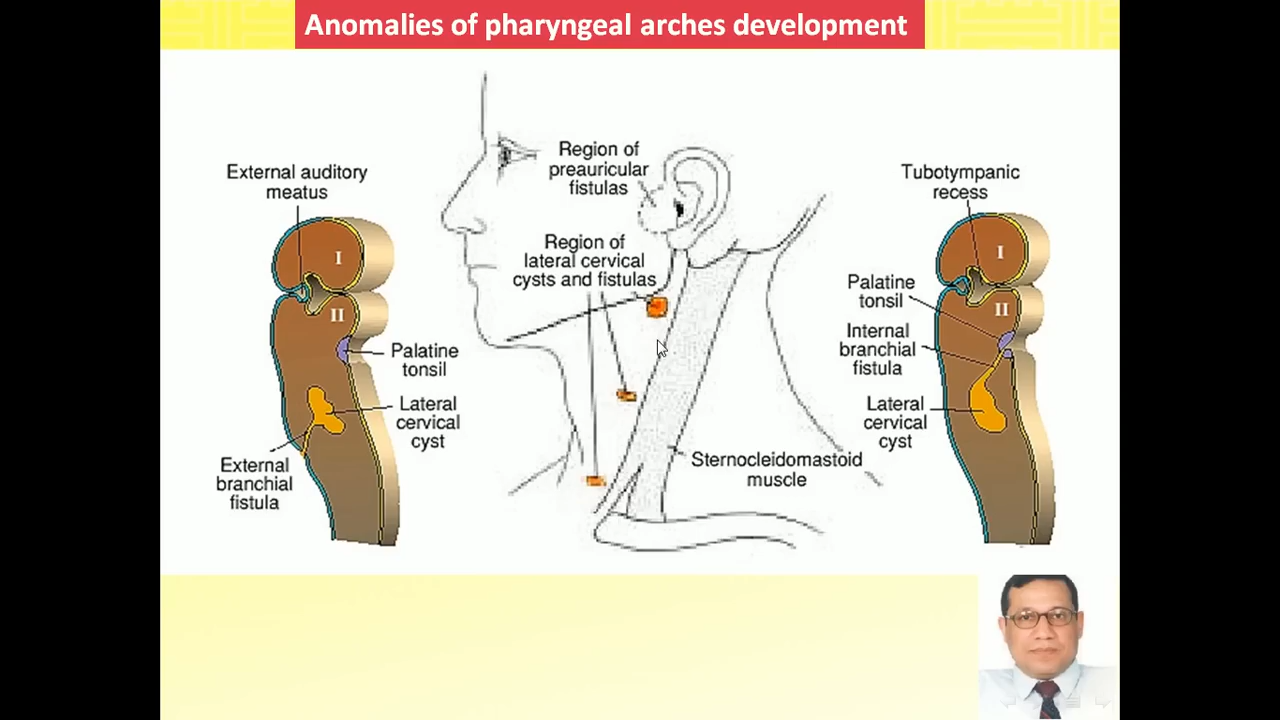 Anomalies of pharyngeal arches development
External auditory
meatus
I
II
Palatine
tonsil
Lateral
cervical
cyst
External
branchial
fistula
Region of
preauricular
fistulas
Region of
lateral cervical
cysts and fistulas
Sternocleidomastoid
muscle
Tubotympanic
recess
I
II
Palatine
tonsil
Internal
branchial
fistula
Lateral
cervical
cyst